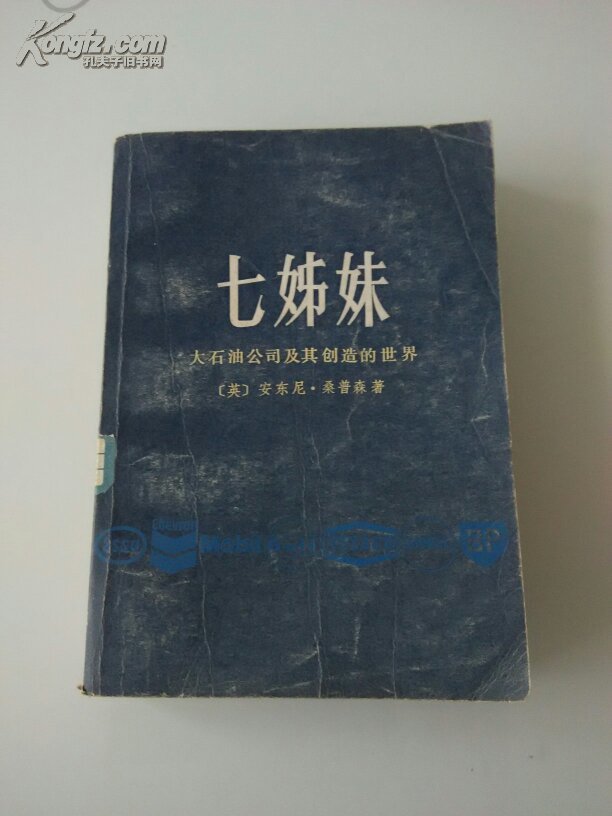 Kongfz.com
孔夫子旧书网
七姊妹
大石油公司及其创造的世界
〔英〕安东尼·桑普森著
Esso
Chevron
Mobil
BP